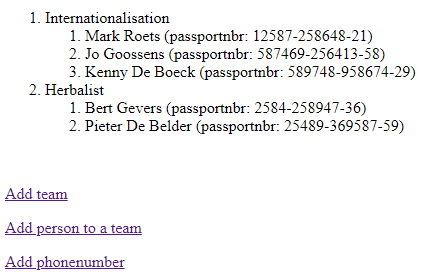 1. Internationalisation
1. Mark Roets (passportnbr: 12587-258648-21)
2. Jo Goossens (passportnbr: 587469-256413-58)
3. Kenny De Boeck (passportnbr: 589748-958674-29)
2. Herbalist
1. Bert Gevers (passportnbr: 2584-258947-36)
2. Pieter De Belder (passportnbr: 25489-369587-59)
Add team
Add person to a team
Add phonenumber